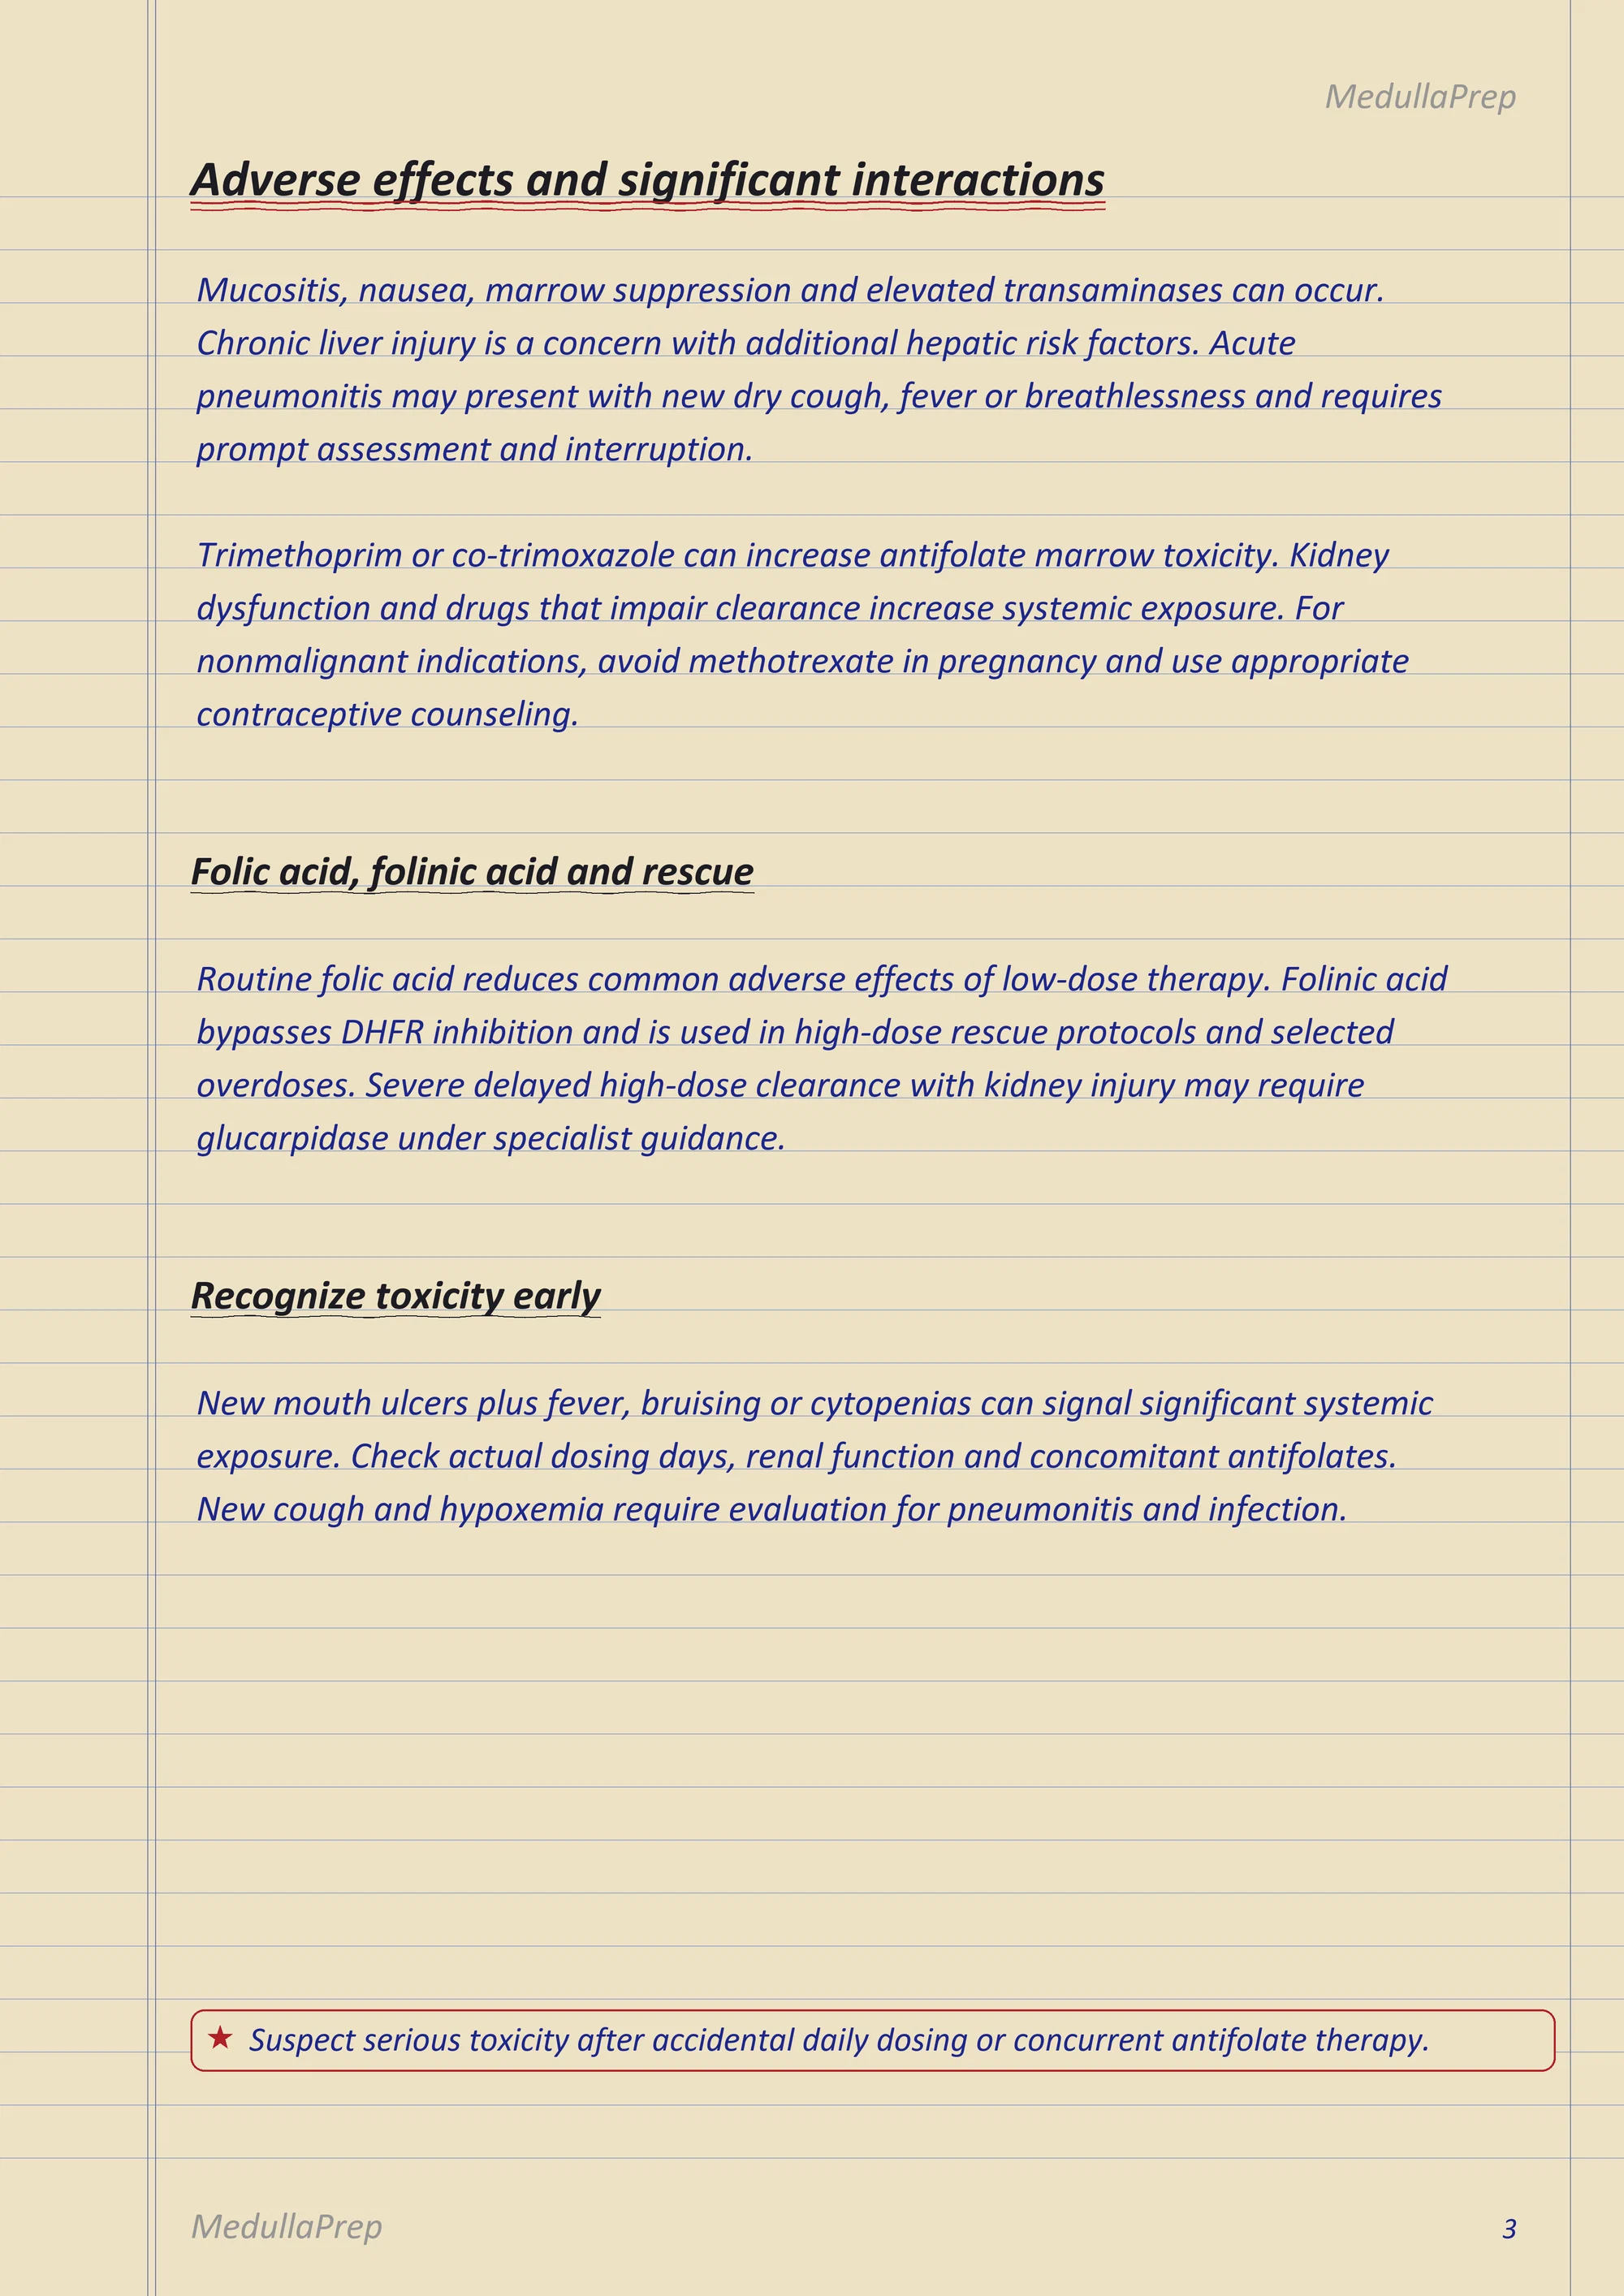 MedullaPrep
Adverse effects and significant interactions
Mucositis, nausea, marrow suppression and elevated transaminases can occur.
Chronic liver injury is a concern with additional hepatic risk factors. Acute
pneumonitis may present with new dry cough, fever or breathlessness and requires
prompt assessment and interruption.
Trimethoprim or co-trimoxazole can increase antifolate marrow toxicity. Kidney
dysfunction and drugs that impair clearance increase systemic exposure. For
nonmalignant indications, avoid methotrexate in pregnancy and use appropriate
contraceptive counseling.
Folic acid, folinic acid and rescue
Routine folic acid reduces common adverse effects of low-dose therapy. Folinic acid
bypasses DHFR inhibition and is used in high-dose rescue protocols and selected
overdoses. Severe delayed high-dose clearance with kidney injury may require
glucarpidase under specialist guidance.
Recognize toxicity early
New mouth ulcers plus fever, bruising or cytopenias can signal significant systemic
exposure. Check actual dosing days, renal function and concomitant antifolates.
New cough and hypoxemia require evaluation for pneumonitis and infection.
★ Suspect serious toxicity after accidental daily dosing or concurrent antifolate therapy.
MedullaPrep
3